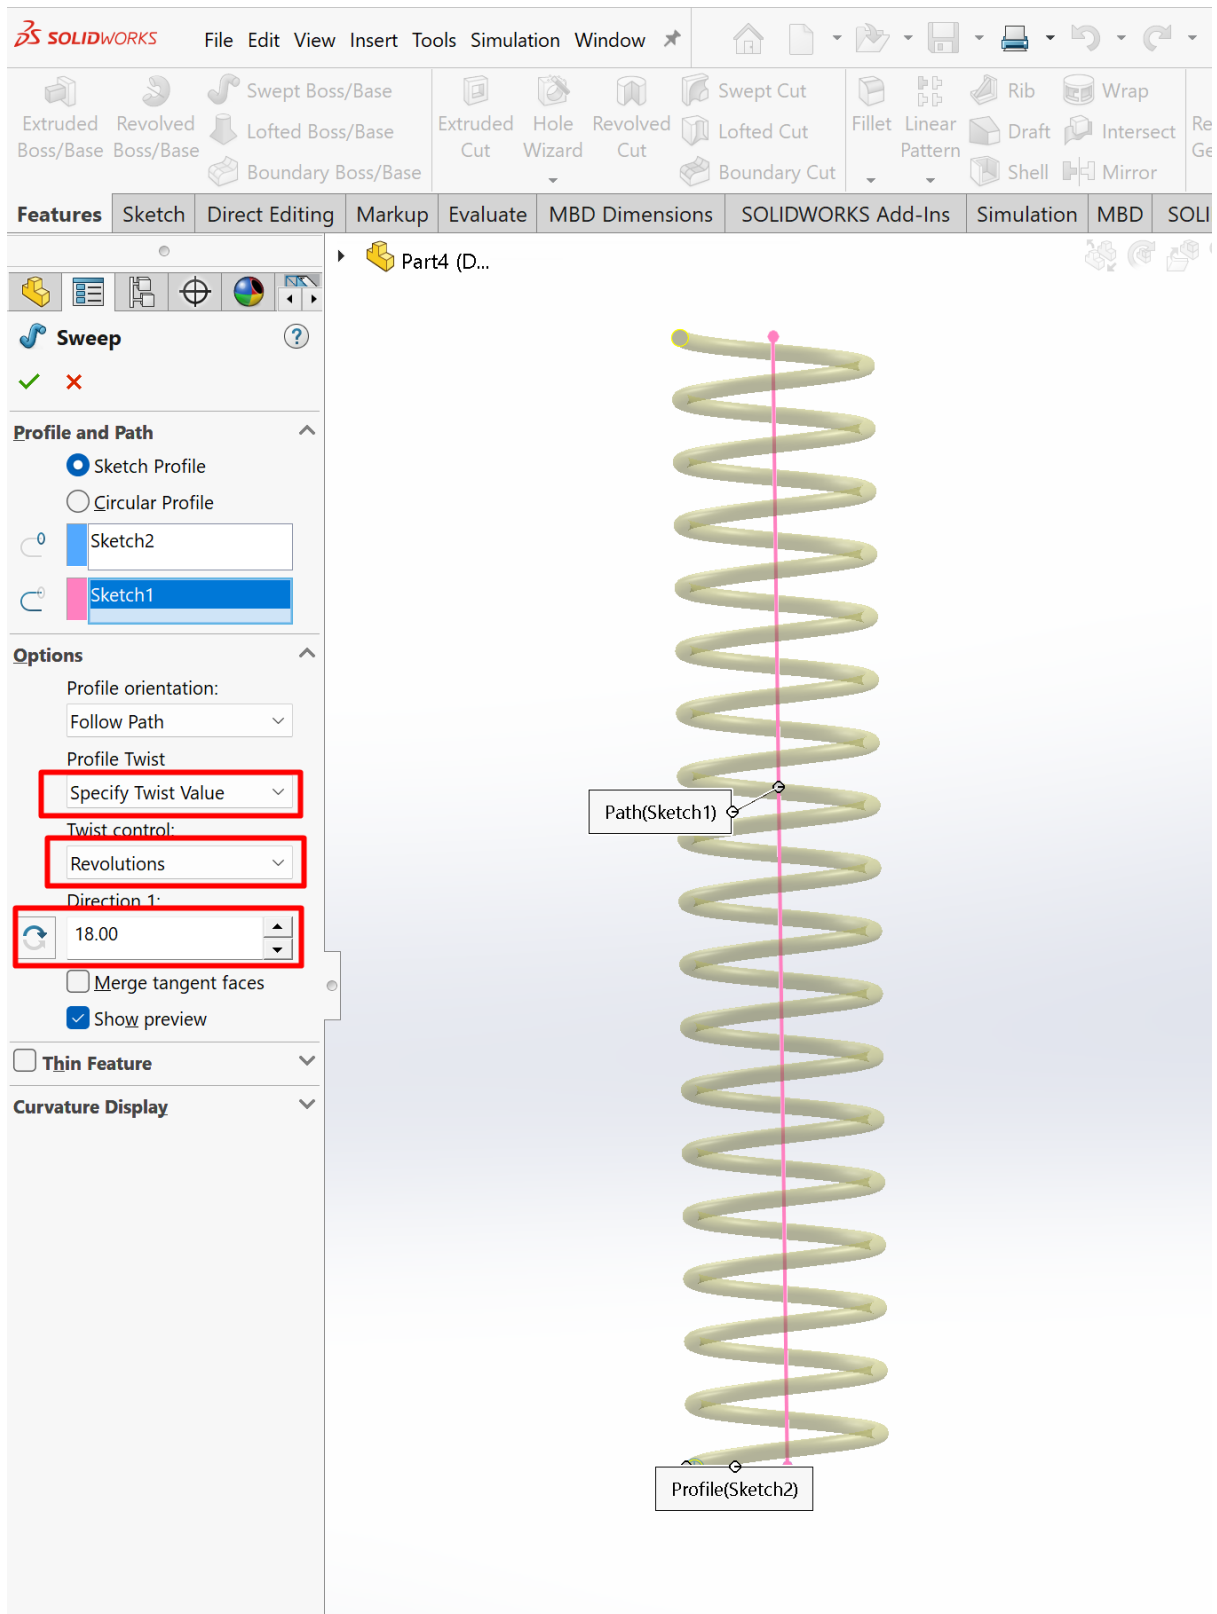 SOLIDWORKS File Edit View Insert Tools Simulation Window
Extruded Boss/Base
Revolved Boss/Base
Swept Boss/Base
Lofted Boss/Base
Boundary Boss/Base
Extruded Cut
Hole Wizard
Revolved Cut
Swept Cut
Lofted Cut
Boundary Cut
Fillet
Linear Pattern
Rib
Draft
Shell
Wrap
Intersect
Mirror
Re
Ge
Features Sketch Direct Editing Markup Evaluate MBD Dimensions SOLIDWORKS Add-Ins Simulation MBD SOLI
Part4 (D...
Sweep
Profile and Path
Sketch Profile
Circular Profile
Sketch2
Sketch1
Options
Profile orientation:
Follow Path
Profile Twist
Specify Twist Value
Twist control:
Revolutions
Direction 1:
18.00
Merge tangent faces
Show preview
Thin Feature
Curvature Display
Path(Sketch1)
Profile(Sketch2)